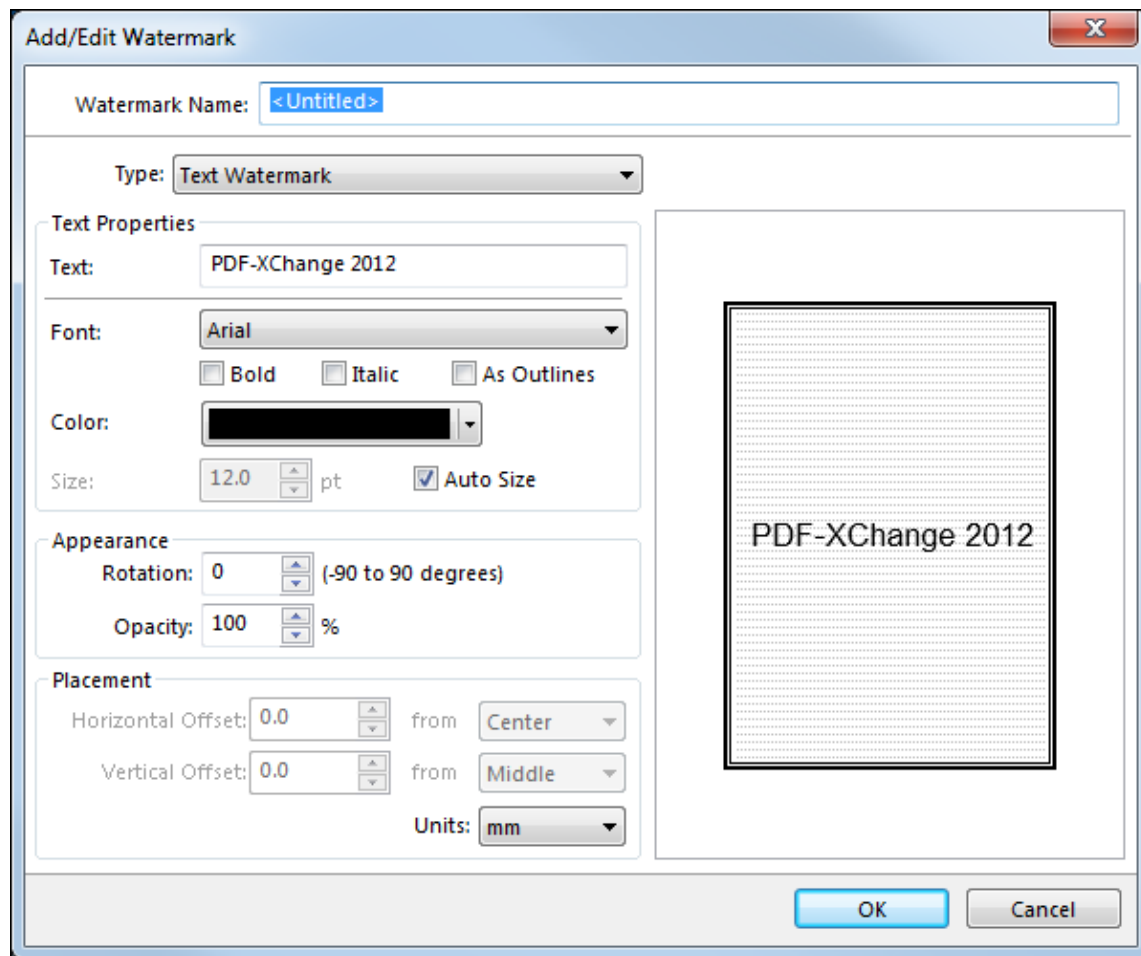 Add/Edit Watermark
Watermark Name: <Untitled>
Type: Text Watermark
Text Properties
Text: PDF-XChange 2012
Font: Arial
Bold Italic As Outlines
Color:
Size: 12.0 pt Auto Size
Appearance
Rotation: 0 (-90 to 90 degrees)
Opacity: 100 %
Placement
Horizontal Offset: 0.0 from Center
Vertical Offset: 0.0 from Middle
Units: mm
PDF-XChange 2012
OK Cancel